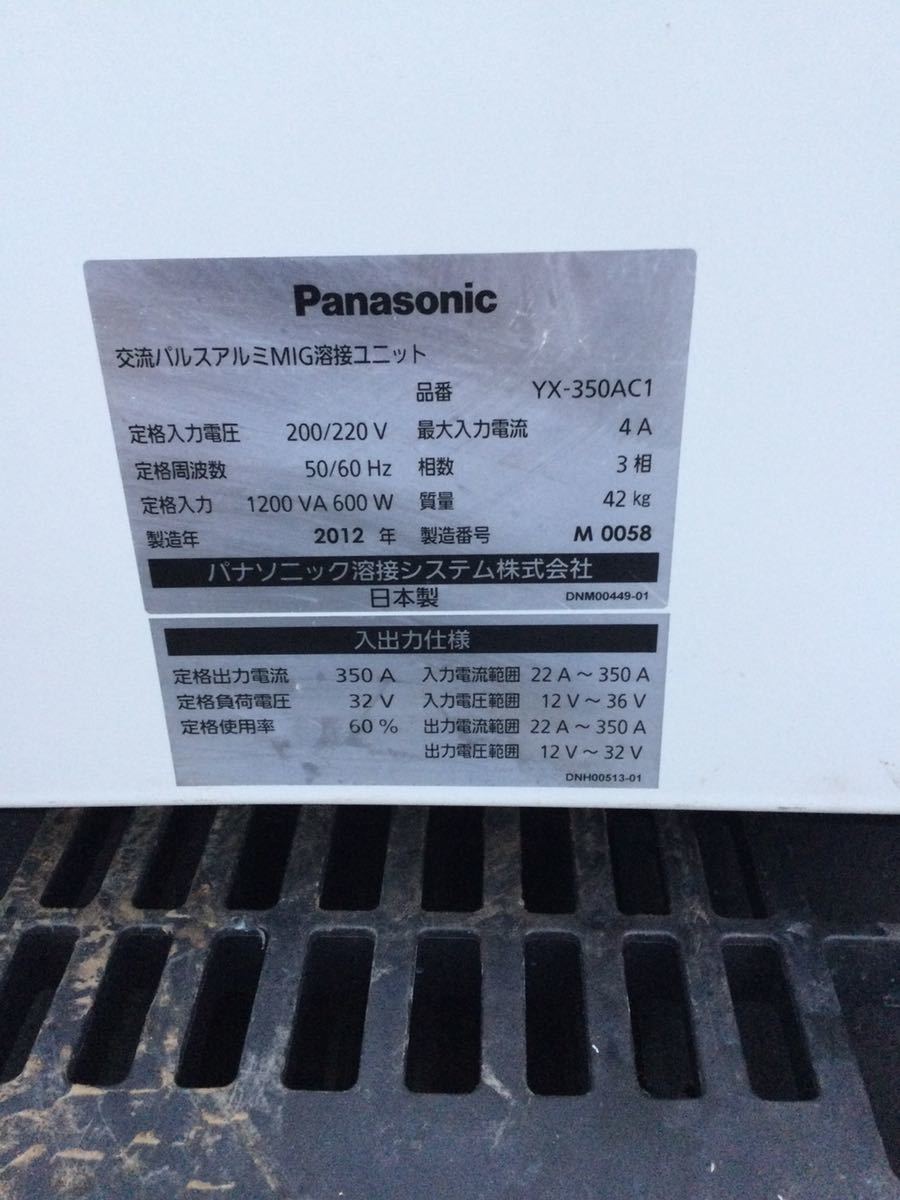 Panasonic
交流パルスアルミMIG溶接ユニット
品番 YX-350AC1
定格入力電圧 200/220 V 最大入力電流 4 A
定格周波数 50/60 Hz 相数 3 相
定格入力 1200 VA 600 W 質量 42 kg
製造年 2012 年 製造番号 M 0058
パナソニック溶接システム株式会社
日本製 DNM00449-01
入出力仕様
定格出力電流 350 A 入力電流範囲 22 A～350 A
定格負荷電圧 32 V 入力電圧範囲 12 V～36 V
定格使用率 60 % 出力電流範囲 22 A～350 A
出力電圧範囲 12 V～32 V
DNH00513-01